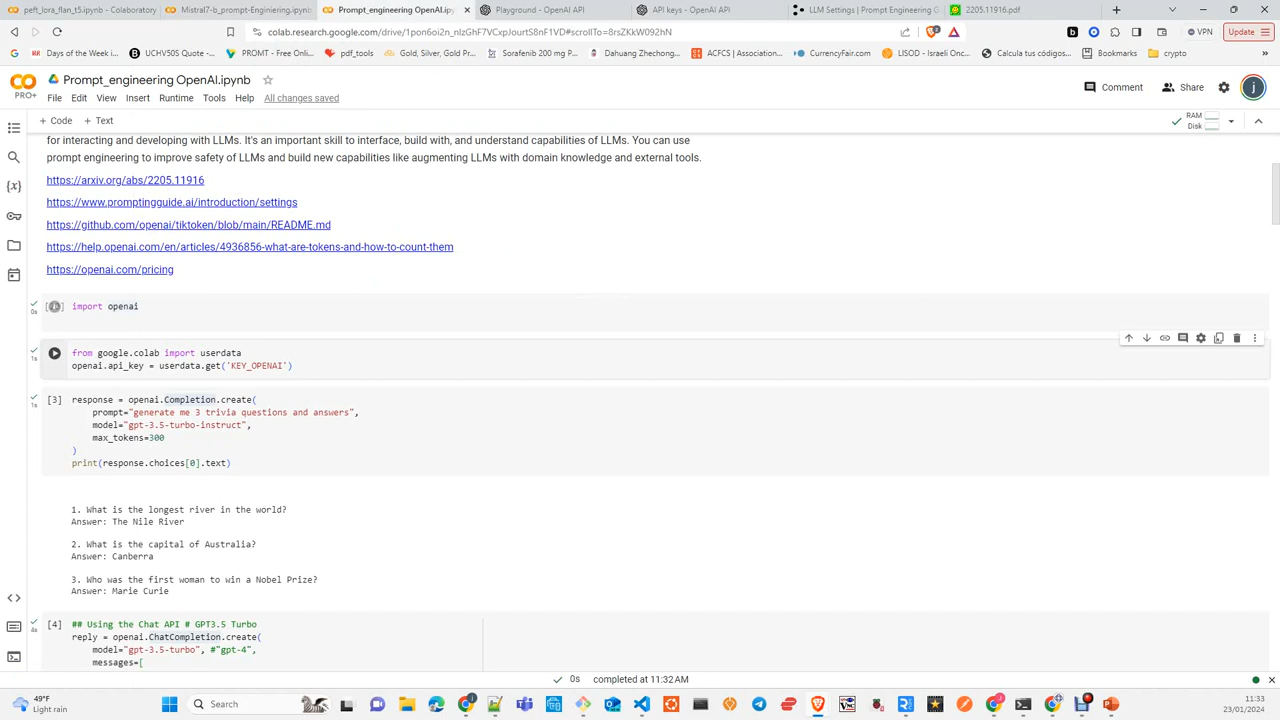 peft_lora_flan_t5.ipynb - Colaboratory
Mistral7-b_prompt-Enginiering.ipynb
Prompt_engineering OpenAI.ipynb
Playground - OpenAI API
API keys - OpenAI API
LLM Settings | Prompt Engineering G
2205.11916.pdf
colab.research.google.com/drive/1pon6oi2n_nIzGhF7VCxpJourtS8nF1VD#scrollTo=8rsZKkW092hN
VPN
Update
Days of the Week i...
UCHV50S Quote -...
PROMT - Free Onli...
pdf_tools
Gold, Silver, Gold Pr...
Sorafenib 200 mg P...
Dahuang Zhechong...
ACFCS | Association...
CurrencyFair.com
LISOD - Israeli Onc...
Calcula tus códigos...
Bookmarks
crypto
Prompt_engineering OpenAI.ipynb
PRO+
File Edit View Insert Runtime Tools Help All changes saved
Comment
Share
j
+ Code + Text
RAM
Disk
for interacting and developing with LLMs. It's an important skill to interface, build with, and understand capabilities of LLMs. You can use
prompt engineering to improve safety of LLMs and build new capabilities like augmenting LLMs with domain knowledge and external tools.
https://arxiv.org/abs/2205.11916
https://www.promptingguide.ai/introduction/settings
https://github.com/openai/tiktoken/blob/main/README.md
https://help.openai.com/en/articles/4936856-what-are-tokens-and-how-to-count-them
https://openai.com/pricing
import openai
0s
from google.colab import userdata
1s
openai.api_key = userdata.get('KEY_OPENAI')
[3] response = openai.Completion.create(
1s
prompt="generate me 3 trivia questions and answers",
model="gpt-3.5-turbo-instruct",
max_tokens=300
)
print(response.choices[0].text)
1. What is the longest river in the world?
Answer: The Nile River
2. What is the capital of Australia?
Answer: Canberra
3. Who was the first woman to win a Nobel Prize?
Answer: Marie Curie
[4] ## Using the Chat API # GPT3.5 Turbo
4s
reply = openai.ChatCompletion.create(
model="gpt-3.5-turbo", #"gpt-4",
messages=[
0s completed at 11:32 AM
49°F
Light rain
Search
11:33
23/01/2024